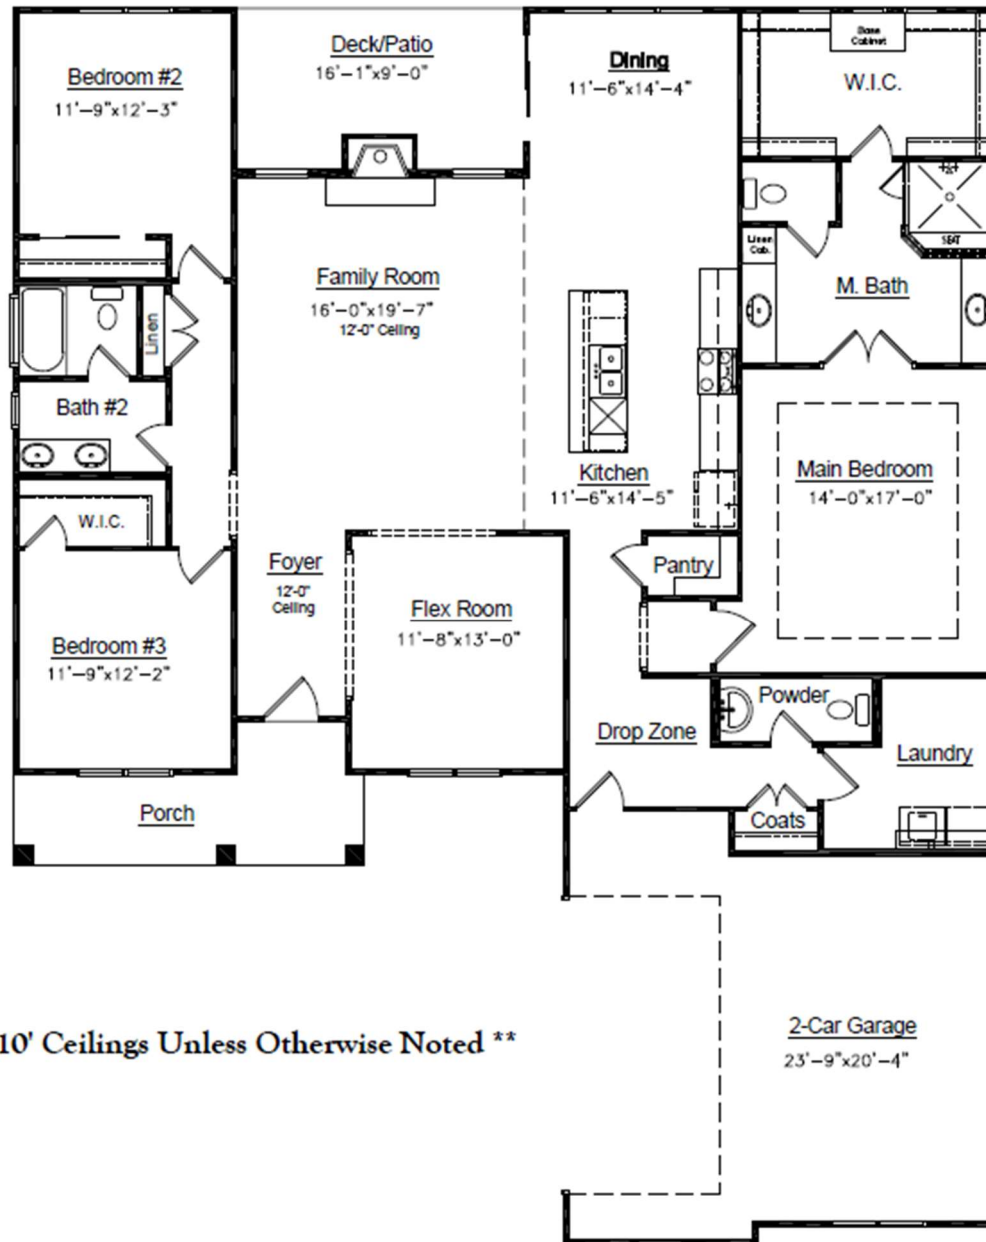 Bedroom #2
11'-9"x12'-3"
Deck/Patio
16'-1"x9'-0"
Dining
11'-6"x14'-4"
Base
Cabinet
W.I.C.
Linen
Cab.
SEAT
M. Bath
Family Room
16'-0"x19'-7"
12'-0" Ceiling
Linen
Bath #2
W.I.C.
Kitchen
11'-6"x14'-5"
Main Bedroom
14'-0"x17'-0"
Pantry
Foyer
12'-0"
Ceiling
Flex Room
11'-8"x13'-0"
Bedroom #3
11'-9"x12'-2"
Powder
Drop Zone
Laundry
Porch
Coats
10' Ceilings Unless Otherwise Noted **
2-Car Garage
23'-9"x20'-4"